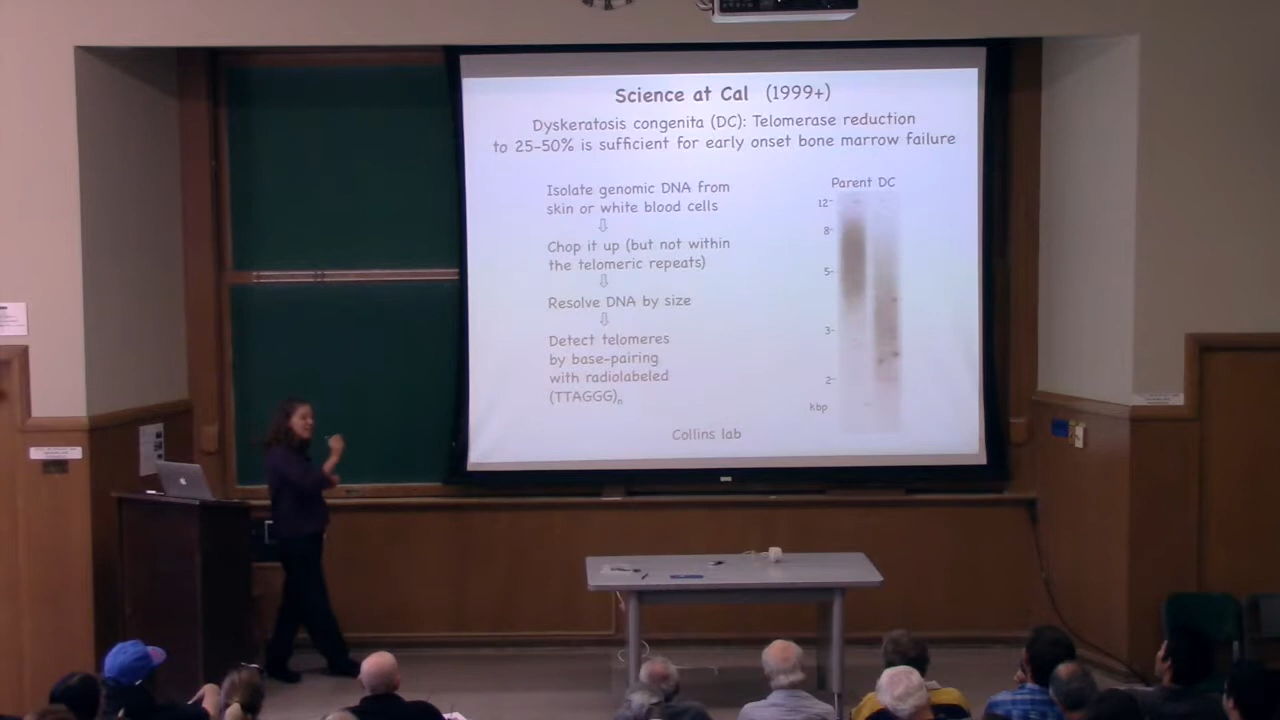 Science at Cal (1999+)
Dyskeratosis congenita (DC): Telomerase reduction
to 25-50% is sufficient for early onset bone marrow failure
Isolate genomic DNA from
skin or white blood cells
Chop it up (but not within
the telomeric repeats)
Resolve DNA by size
Detect telomeres
by base-pairing
with radiolabeled
(TTAGGG)n
Parent DC
12-
8-
5-
3-
2-
kbp
Collins lab